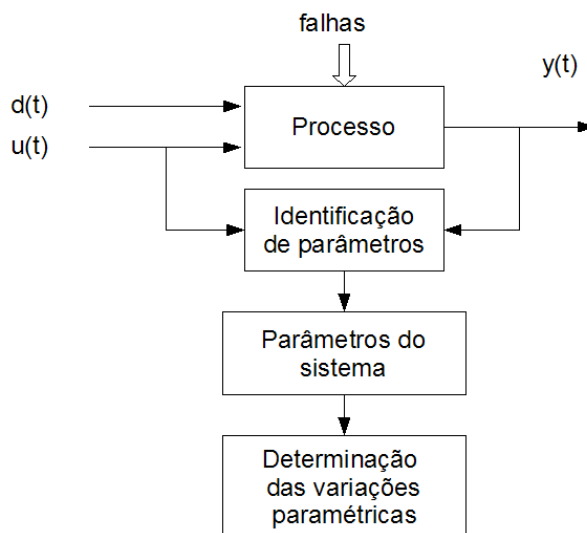 falhas
y(t)
d(t)
u(t)
Processo
Identificação
de parâmetros
Parâmetros do
sistema
Determinação
das variações
paramétricas